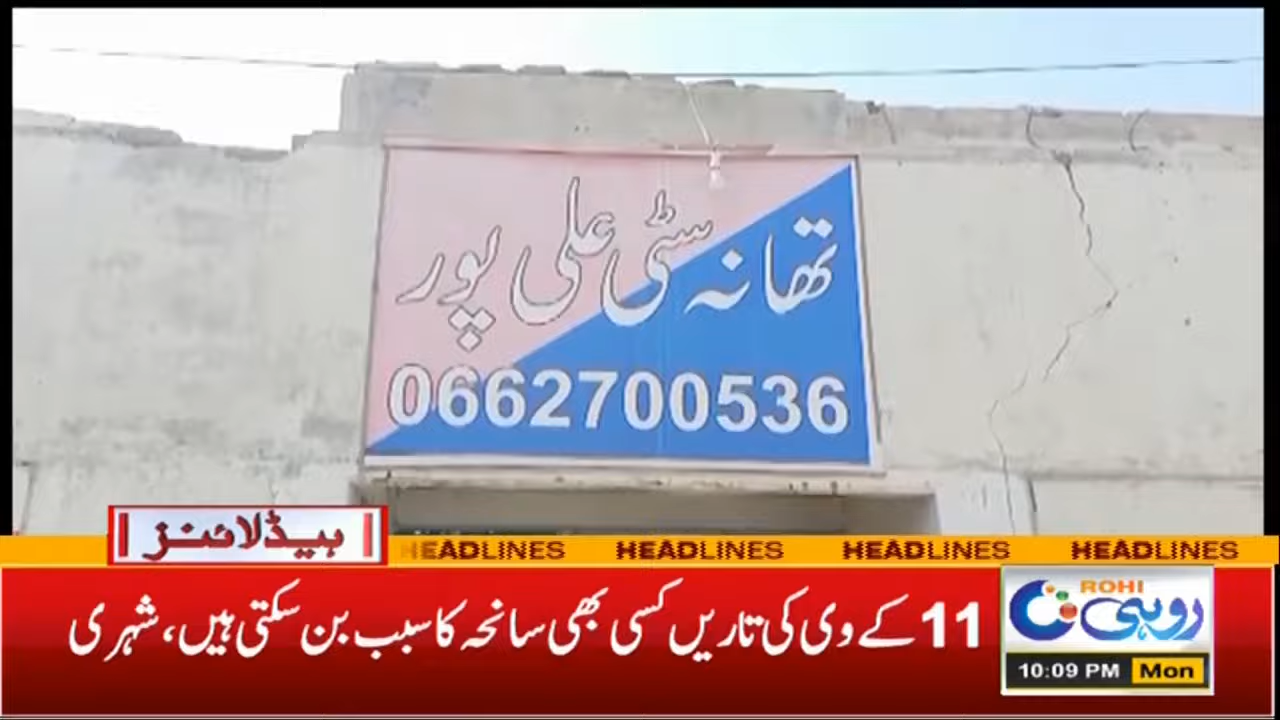 تھانہ سٹی علی پور
0662700536
ہیڈلائنز
HEADLINES HEADLINES HEADLINES HEADLINES
11 کے وی کی تاریں کسی بھی سانحہ کا سبب بن سکتی ہیں، شہری
ROHI
روہی
10:09 PM Mon